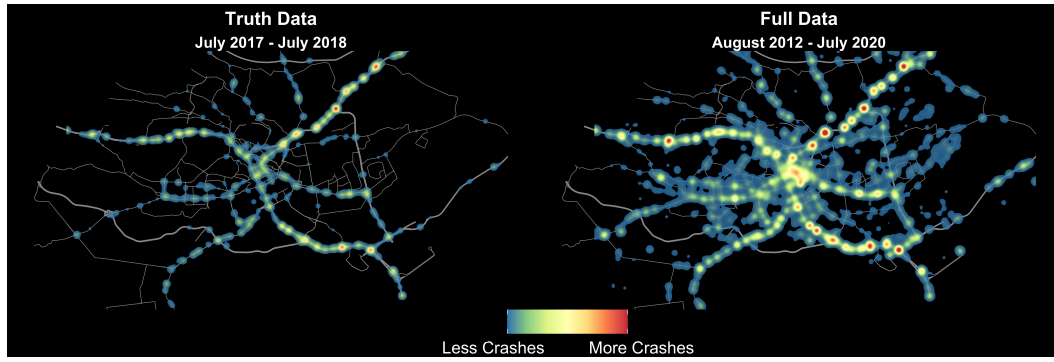 Truth Data
July 2017 - July 2018
Full Data
August 2012 - July 2020
Less Crashes
More Crashes